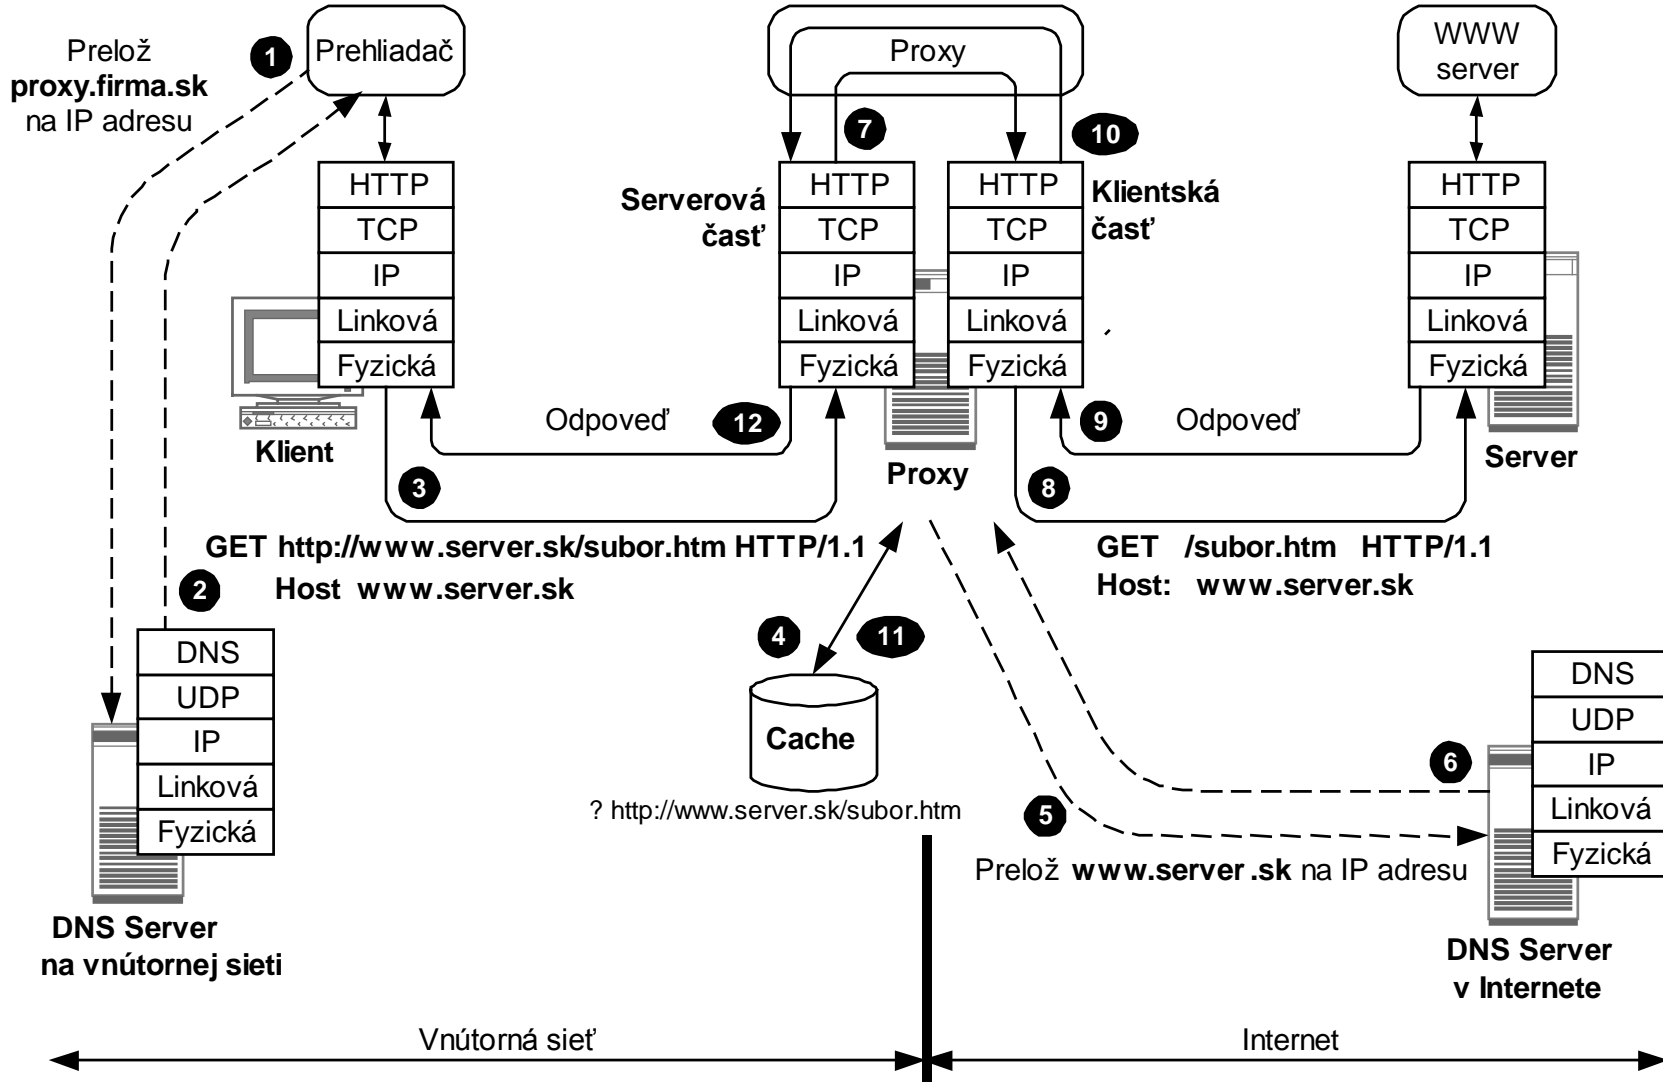 Prelož
proxy.firma.sk
na IP adresu
1
Prehliadač
Proxy
WWW
server
7
10
HTTP
TCP
IP
Linková
Fyzická
Klient
Serverová
časť
HTTP
TCP
IP
Linková
Fyzická
HTTP
TCP
IP
Linková
Fyzická
Klientská
časť
Proxy
HTTP
TCP
IP
Linková
Fyzická
Server
Odpoveď
12
9
Odpoveď
3
8
GET http://www.server.sk/subor.htm HTTP/1.1
Host www.server.sk
GET /subor.htm HTTP/1.1
Host: www.server.sk
2
4
11
DNS
UDP
IP
Linková
Fyzická
DNS Server
na vnútornej sieti
Cache
? http://www.server.sk/subor.htm
5
6
Prelož www.server.sk na IP adresu
DNS
UDP
IP
Linková
Fyzická
DNS Server
v Internete
Vnútorná sieť
Internet